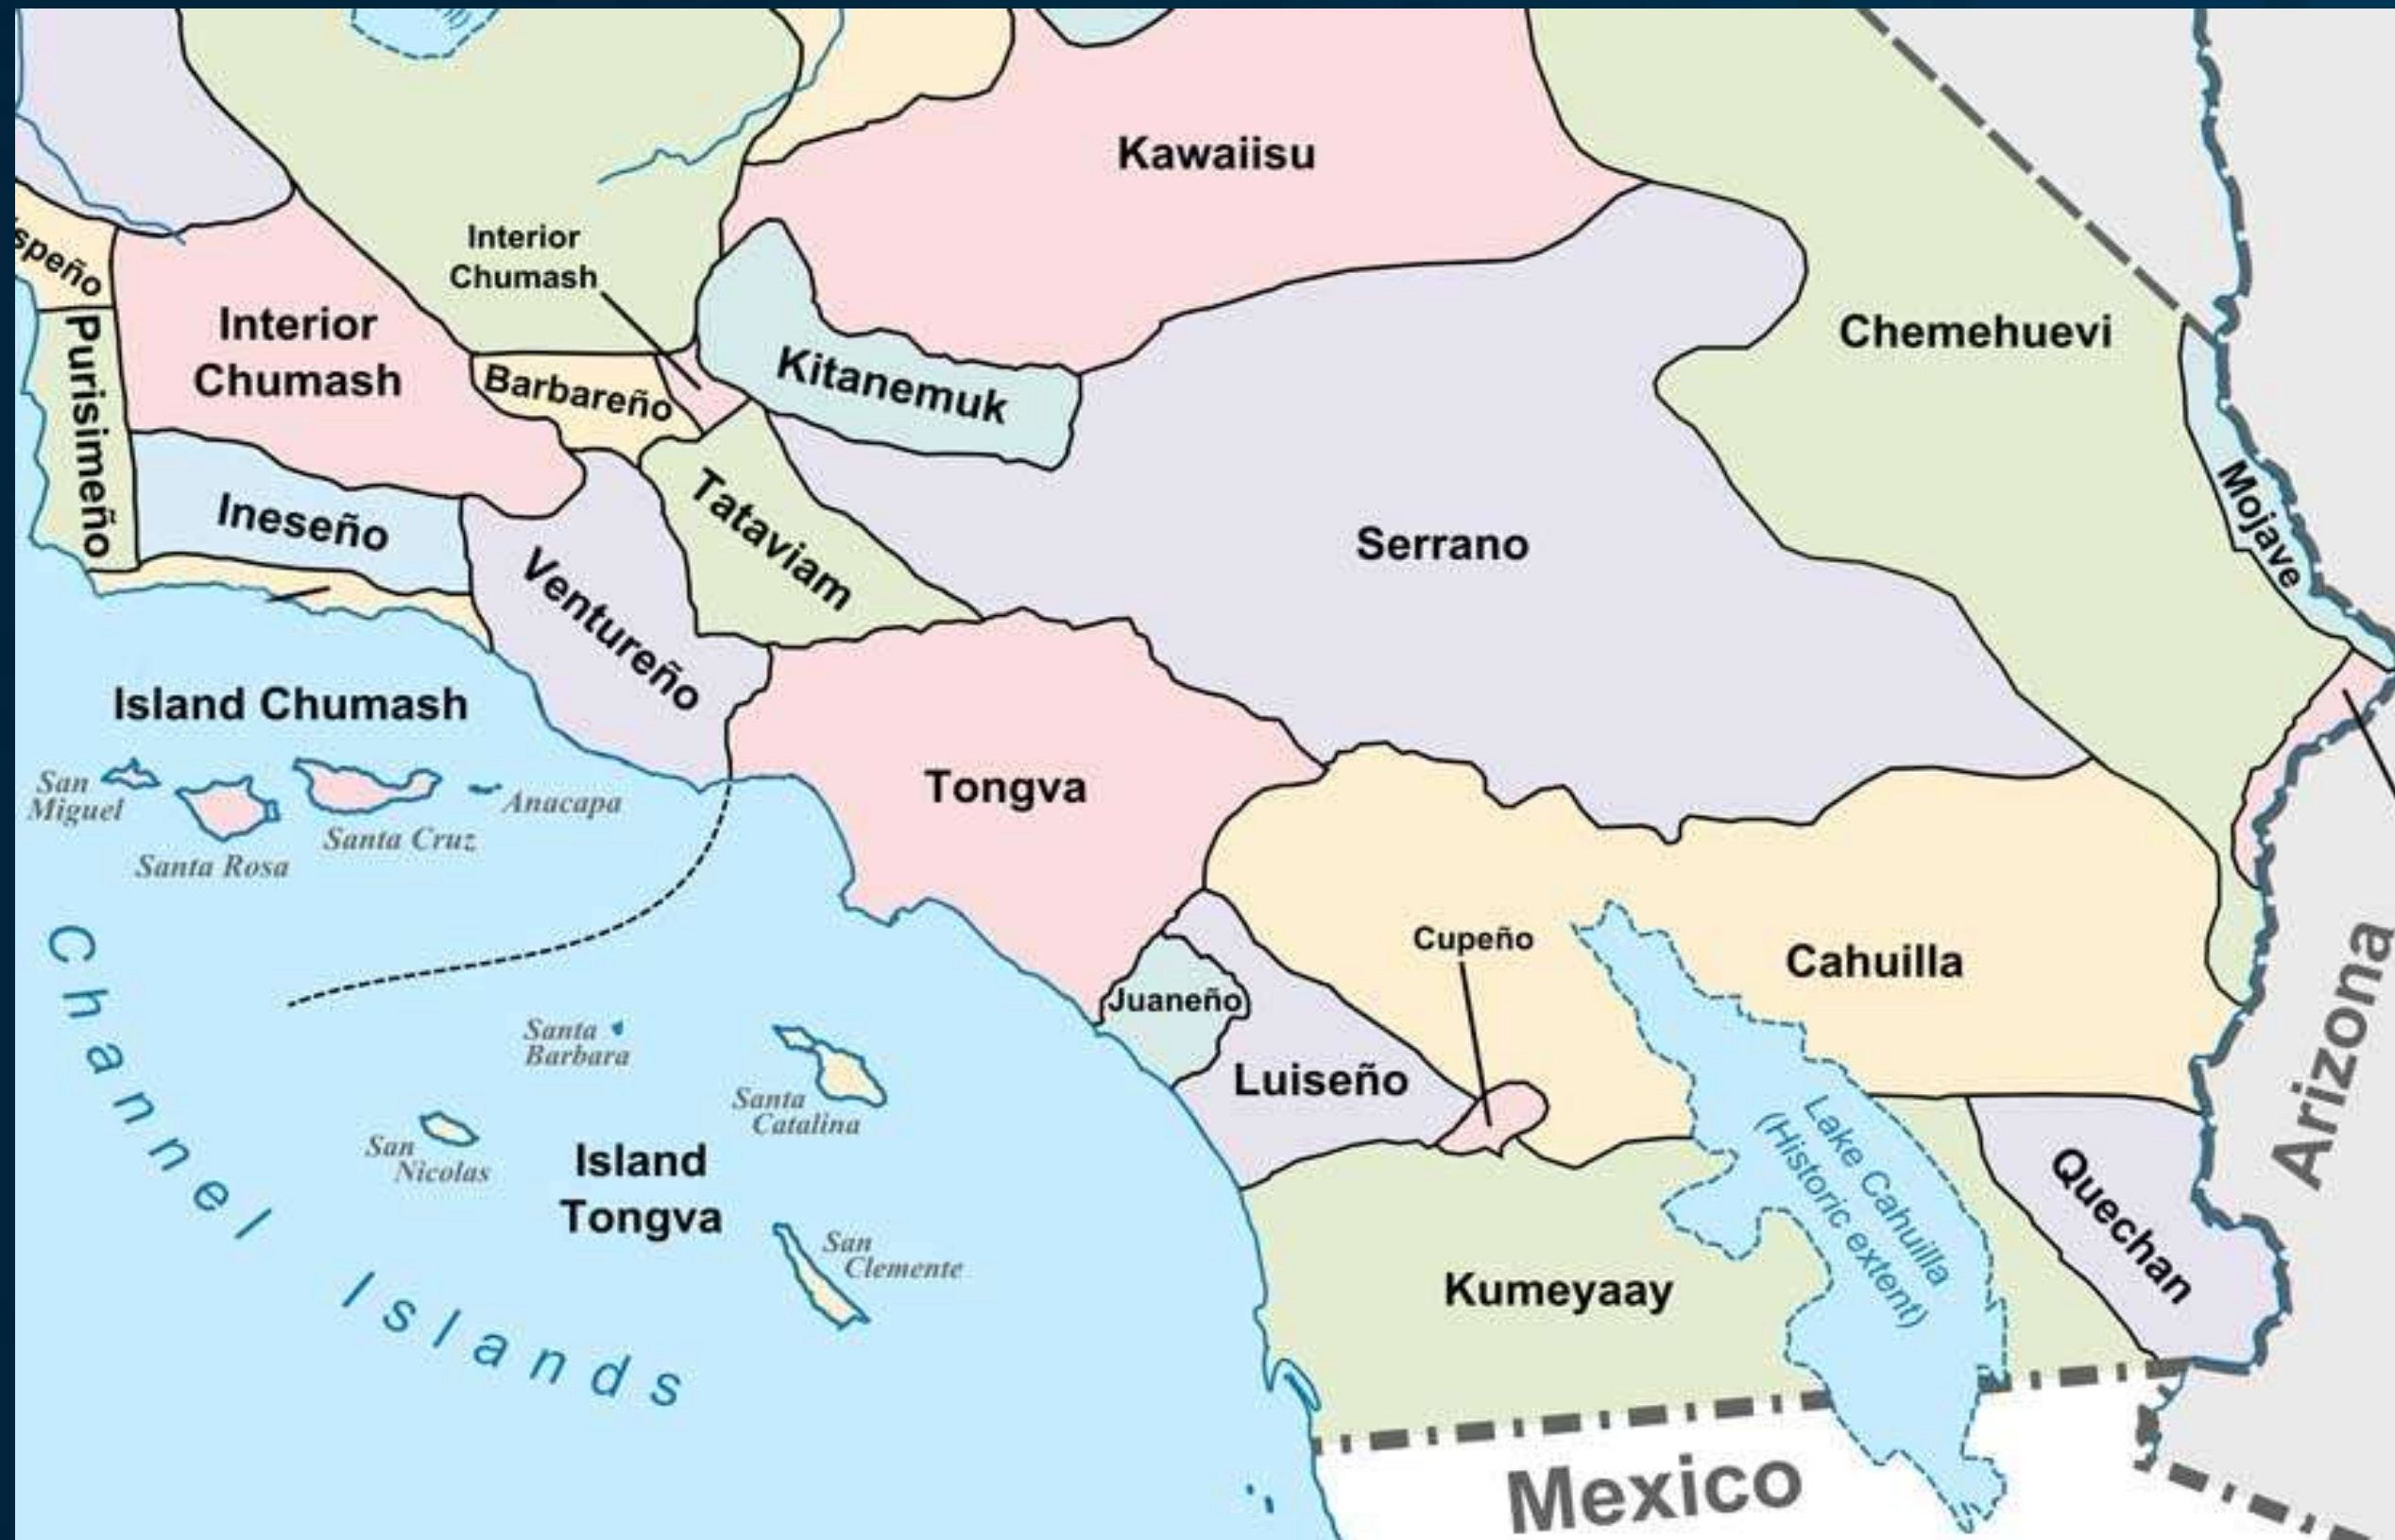 Kawaiisu
Interior
Chumash
speño
Interior
Chumash
Purisimeño
Barbareño
Kitanemuk
Chemehuevi
Mojave
Ineseño
Tataviam
Serrano
Ventureño
Island Chumash
San
Miguel
Santa Rosa
Santa Cruz
Anacapa
Tongva
Cupeño
Cahuilla
Juaneño
Luiseño
Arizona
Santa
Barbara
Santa
Catalina
San
Nicolas
Island
Tongva
San
Clemente
Channel Islands
Lake Cahuilla
(Historic extent)
Quechan
Kumeyaay
Mexico